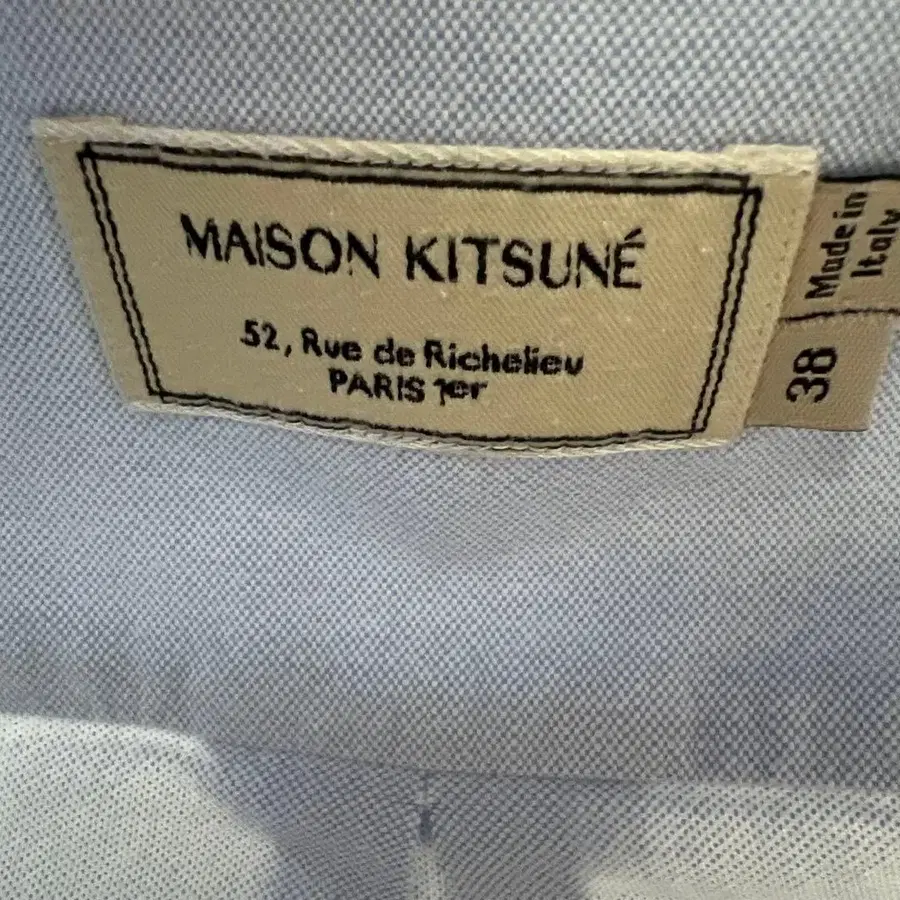 MAISON KITSUNÉ
52, Rue de Richelieu
PARIS 1er
Made in
Italy
38